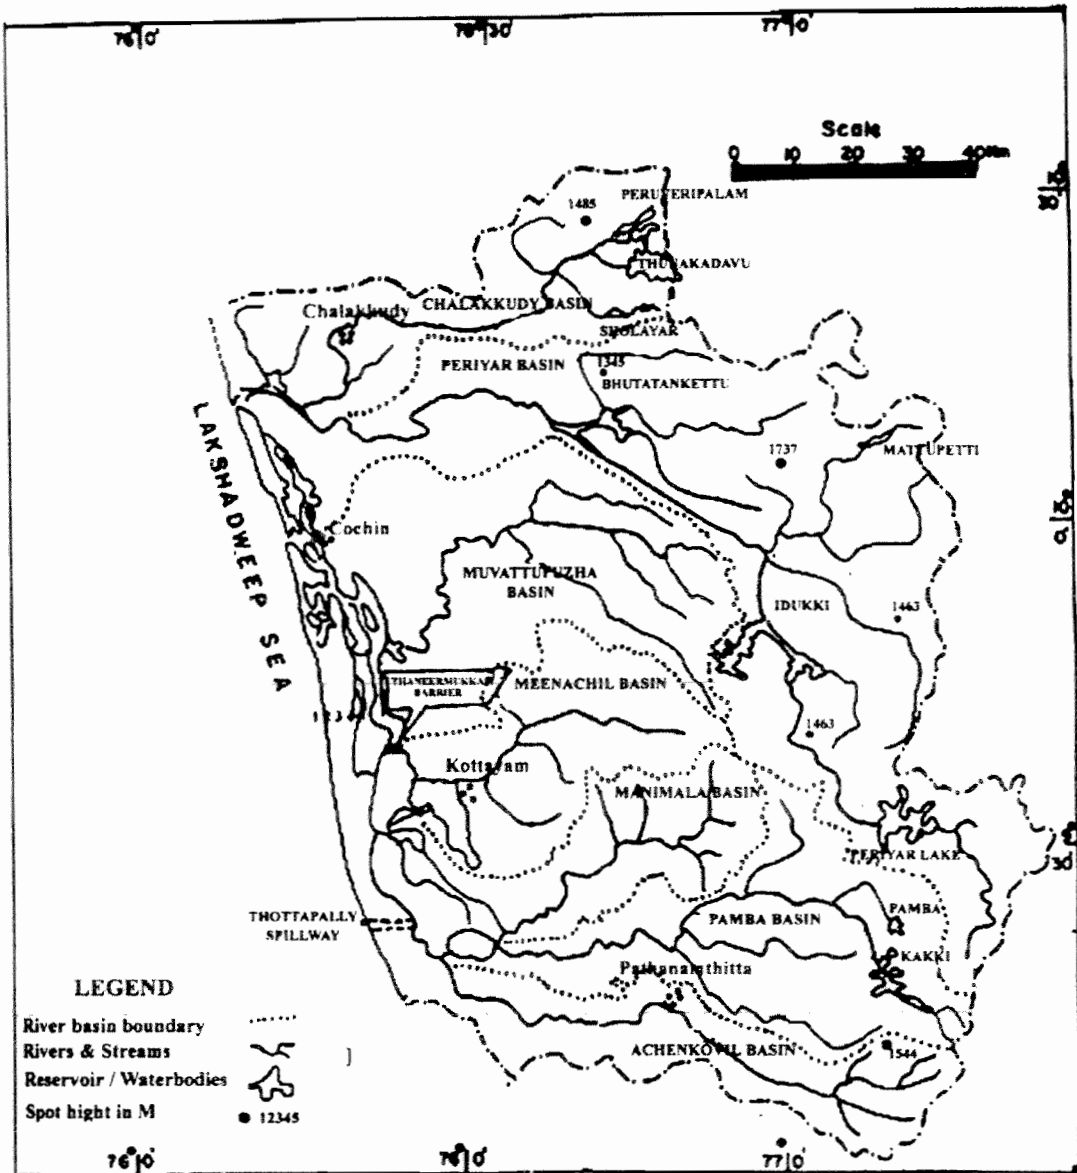 76|0'
76|30'
77|0'
Scale
0 10 20 30 40Km
PERUVERIPALAM
1485
THUNAKADAVU
CHALAKKUDY BASIN
Chalakkudy
SHOLAYAR
PERIYAR BASIN
1345
BHUTATANKETTU
1737
MATTUPETTI
LAKSHADWEEP SEA
Cochin
MUVATTUPUZHA
BASIN
IDUKKI
1463
THANEERMUKKAM
BARRIER
MEENACHIL BASIN
1463
Kottayam
MANIMALA BASIN
PERIYAR LAKE
30'
THOTTAPALLY
SPILLWAY
PAMBA BASIN
PAMBA
KAKKI
Pathanamthitta
ACHENKOVIL BASIN
1544
LEGEND
River basin boundary
Rivers & Streams
Reservoir / Waterbodies
Spot hight in M
12345
76|0'
77|0'